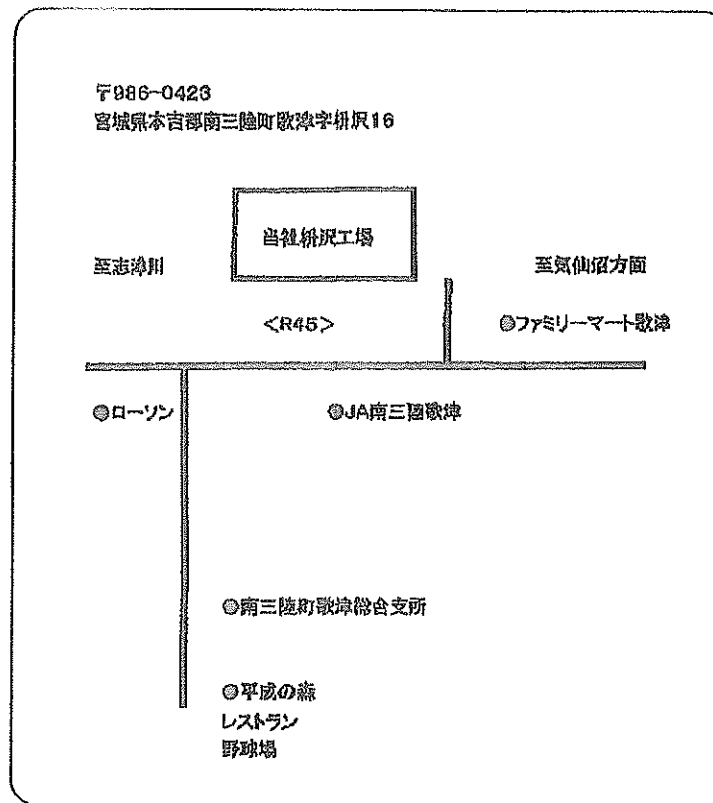 〒986-0423
宮城県本吉郡南三陸町歌津字枡沢16
当社枡沢工場
至志津川
至気仙沼方面
<R45>
●ファミリーマート歌津
●ローソン
●JA南三陸歌津
●南三陸町歌津総合支所
●平成の森
レストラン
野球場